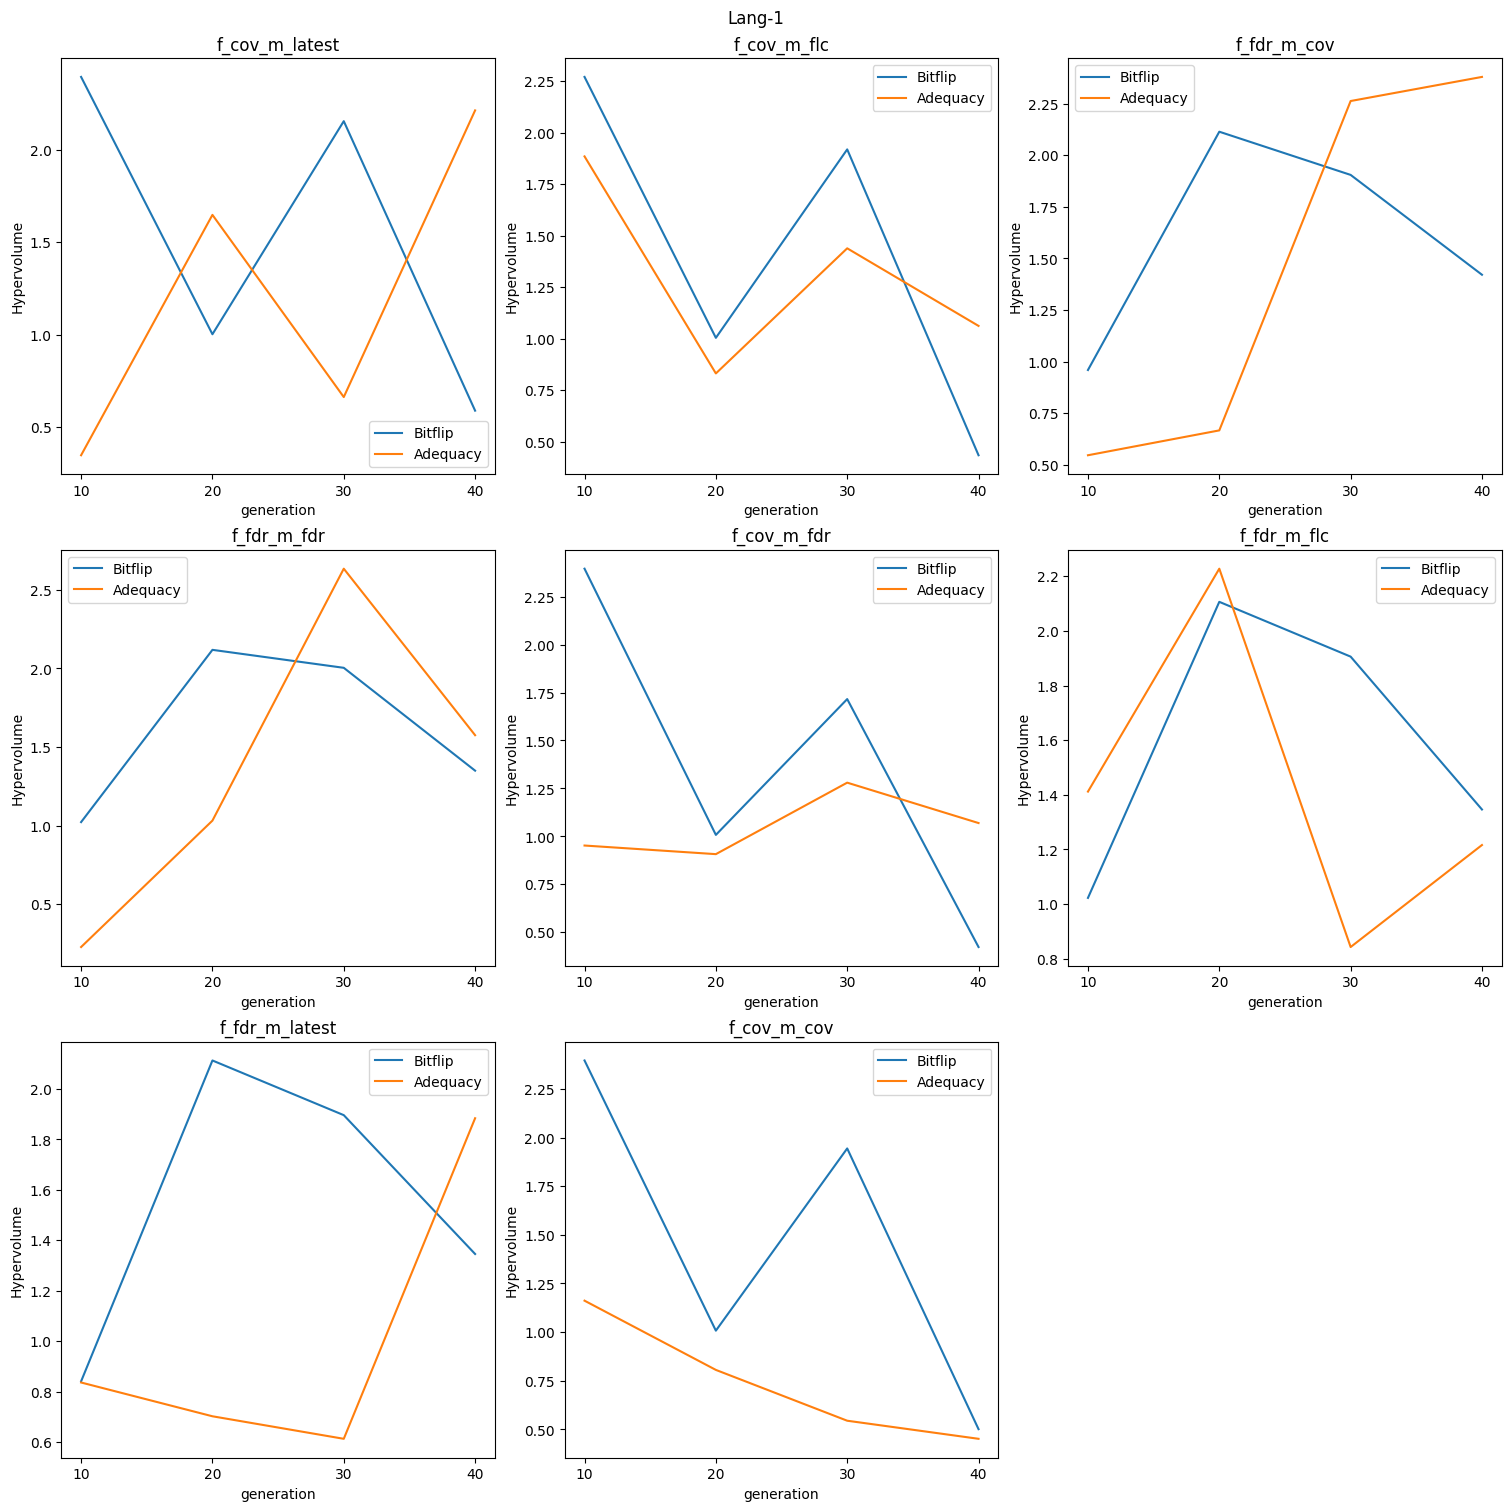 Lang-1
f_cov_m_latest
Hypervolume
2.0
1.5
1.0
0.5
Bitflip
Adequacy
10 20 30 40
generation
f_cov_m_flc
Hypervolume
2.25
2.00
1.75
1.50
1.25
1.00
0.75
0.50
Bitflip
Adequacy
10 20 30 40
generation
f_fdr_m_cov
Hypervolume
2.25
2.00
1.75
1.50
1.25
1.00
0.75
0.50
Bitflip
Adequacy
10 20 30 40
generation
f_fdr_m_fdr
Hypervolume
2.5
2.0
1.5
1.0
0.5
Bitflip
Adequacy
10 20 30 40
generation
f_cov_m_fdr
Hypervolume
2.25
2.00
1.75
1.50
1.25
1.00
0.75
0.50
Bitflip
Adequacy
10 20 30 40
generation
f_fdr_m_flc
Hypervolume
2.2
2.0
1.8
1.6
1.4
1.2
1.0
0.8
Bitflip
Adequacy
10 20 30 40
generation
f_fdr_m_latest
Hypervolume
2.0
1.8
1.6
1.4
1.2
1.0
0.8
0.6
Bitflip
Adequacy
10 20 30 40
generation
f_cov_m_cov
Hypervolume
2.25
2.00
1.75
1.50
1.25
1.00
0.75
0.50
Bitflip
Adequacy
10 20 30 40
generation